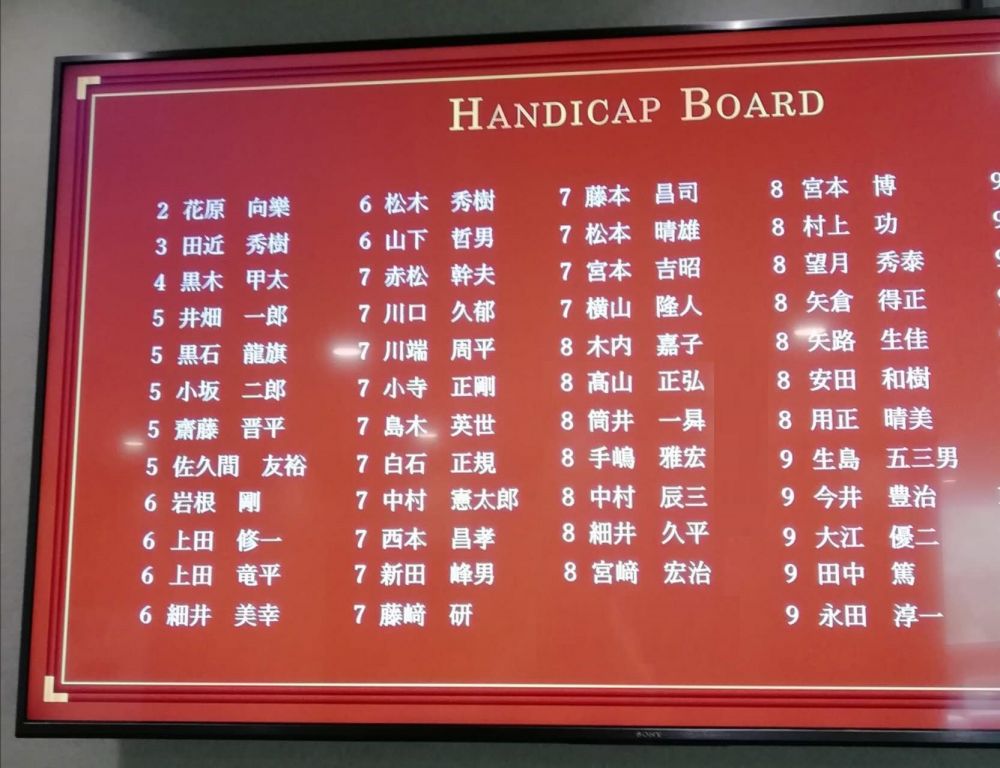 HANDICAP BOARD
2 花原 向樂
3 田近 秀樹
4 黒木 甲太
5 井畑 一郎
5 黒石 龍旗
5 小坂 二郎
5 齋藤 晋平
5 佐久間 友裕
6 岩根 剛
6 上田 修一
6 上田 竜平
6 細井 美幸
6 松木 秀樹
6 山下 哲男
7 赤松 幹夫
7 川口 久郁
7 川端 周平
7 小寺 正剛
7 島木 英世
7 白石 正規
7 中村 憲太郎
7 西本 昌孝
7 新田 峰男
7 藤﨑 研
7 藤本 昌司
7 松本 晴雄
7 宮本 吉昭
7 横山 隆人
8 木内 嘉子
8 高山 正弘
8 筒井 一曻
8 手嶋 雅宏
8 中村 辰三
8 細井 久平
8 宮﨑 宏治
8 宮本 博
8 村上 功
8 望月 秀泰
8 矢倉 得正
8 矢路 生佳
8 安田 和樹
8 用正 晴美
9 生島 五三男
9 今井 豊治
9 大江 優二
9 田中 篤
9 永田 淳一
9
9
SONY